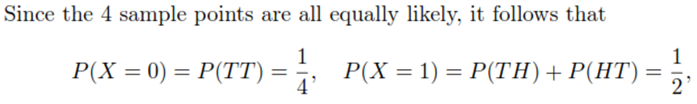 Since the 4 sample points are all equally likely, it follows that
P(X = 0) = P(TT) = 1/4, P(X = 1) = P(TH) + P(HT) = 1/2,